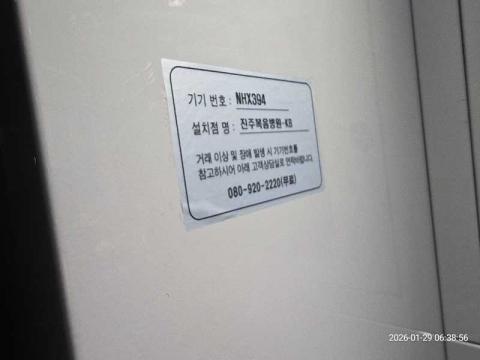 기기 번호 : NHX394
설치점 명 : 진주복음병원-KB
거래 이상 및 장애 발생 시 기기번호를
참고하시어 아래 고객상담실로 연락바랍니다.
080-920-2220(무료)
2026-01-29 06:38:56